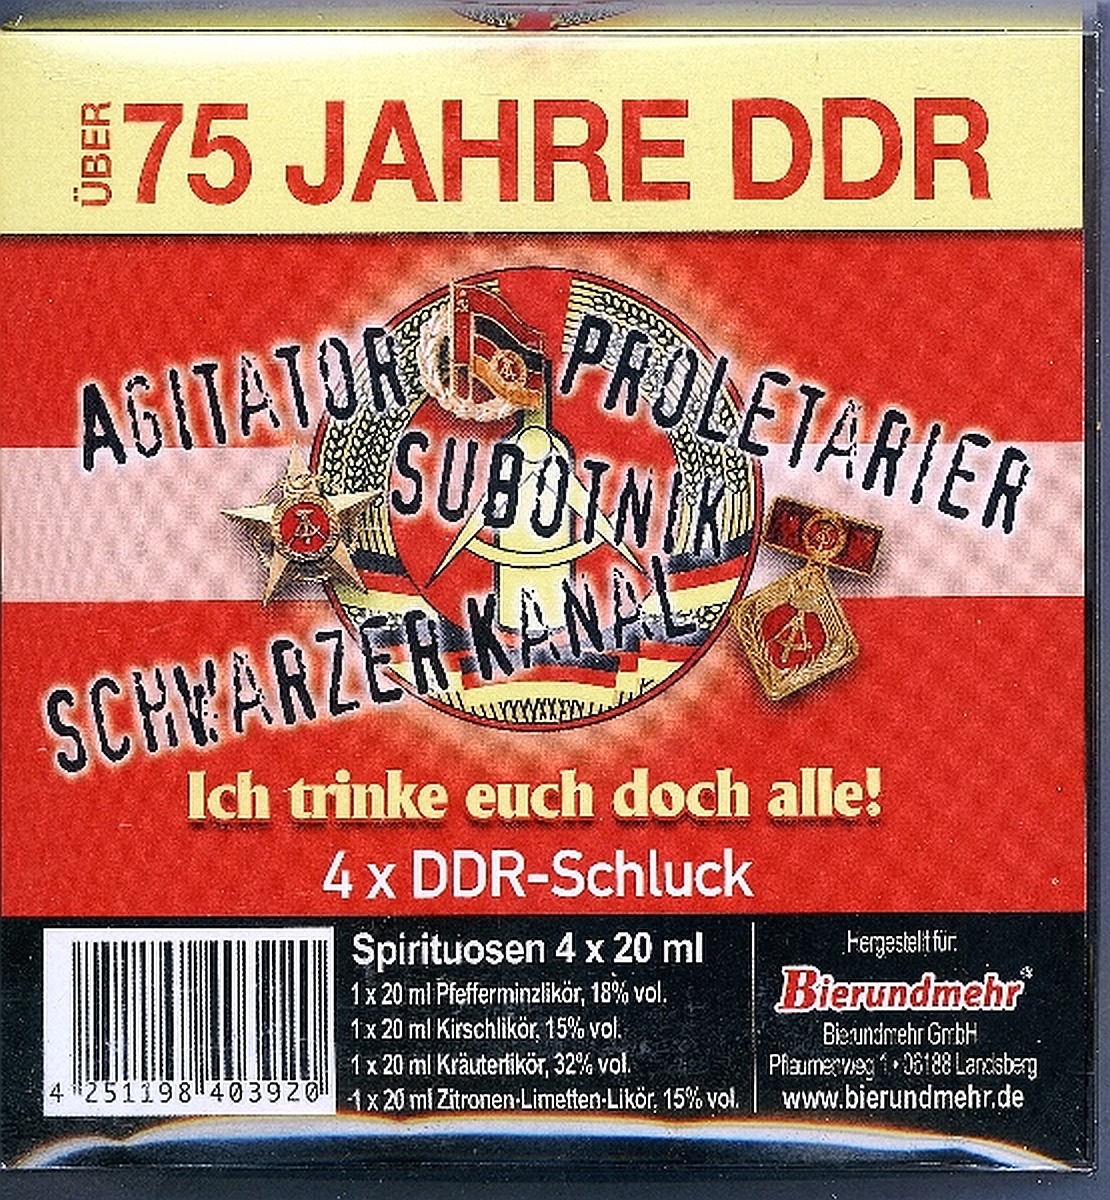 ÜBER
75 JAHRE DDR
AGITATOR
PROLETARIER
SUBOTNIK
SCHWARZER KANAL
Ich trinke euch doch alle!
4 x DDR-Schluck
4 251198 403920
Spirituosen 4 x 20 ml
1 x 20 ml Pfefferminzlikör, 18% vol.
1 x 20 ml Kirschlikör, 15% vol.
1 x 20 ml Kräuterlikör, 32% vol.
1 x 20 ml Zitronen-Limetten-Likör, 15% vol.
Hergestellt für:
Bierundmehr®
Bierundmehr GmbH
Pflaumenweg 1 • 06188 Landsberg
www.bierundmehr.de